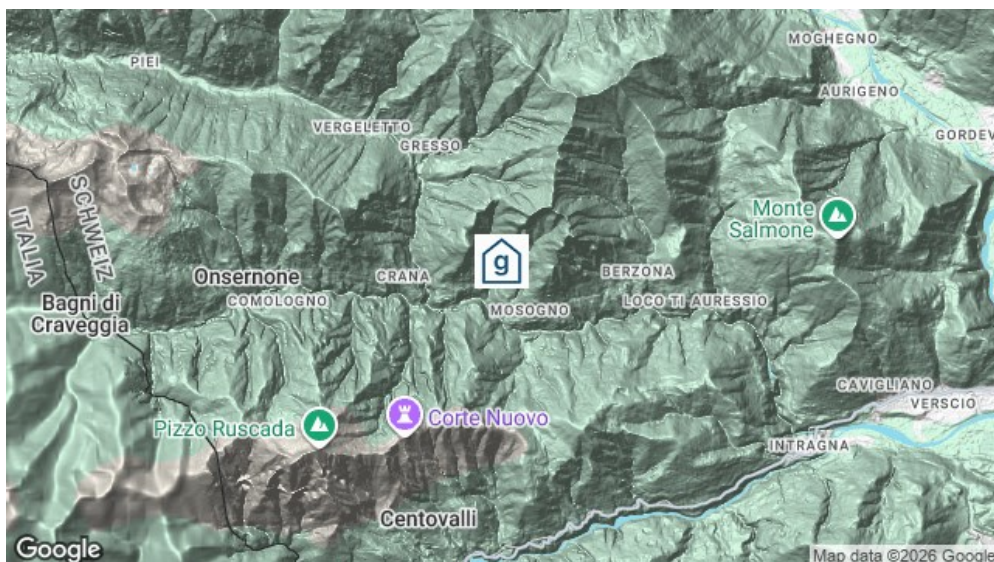 MOGHEGNO
PIEI
AURIGENO
VERGELETTO
GORDEV
GRESSO
SCHWEIZ
ITALIA
Monte
Salmone
g
Onsernone
CRANA
BERZONA
COMOLOGNO
MOSOGNO
LOCO TI AURESSIO
Bagni di
Craveggia
CAVIGLIANO
VERSCIO
Pizzo Ruscada
Corte Nuovo
INTRAGNA
Centovalli
Google
Map data ©2026 Google